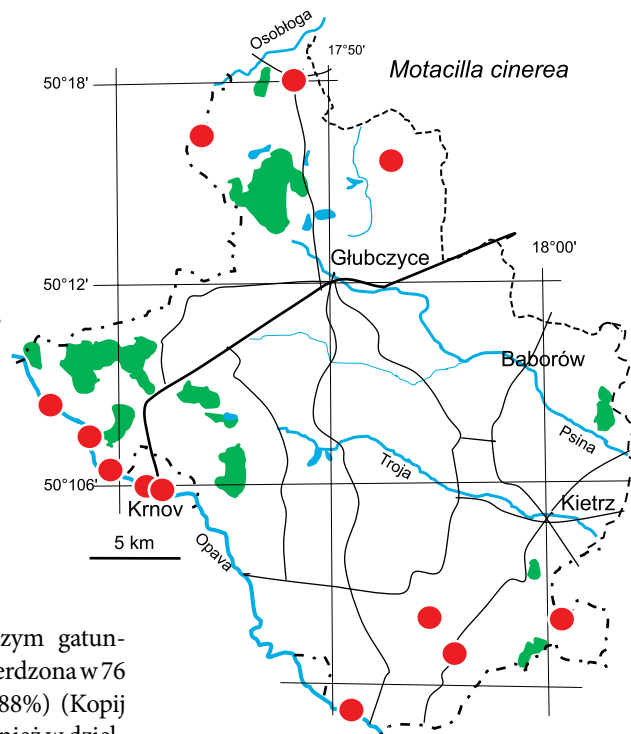 Osobłoga
17°50'
50°18'
Motacilla cinerea
Głubczyce
18°00'
50°12'
Baborów
Psina
Troja
50°106'
Kietrz
Krnov
5 km
Opava
zym gatun-
erdzona w 76
88%) (Kopij